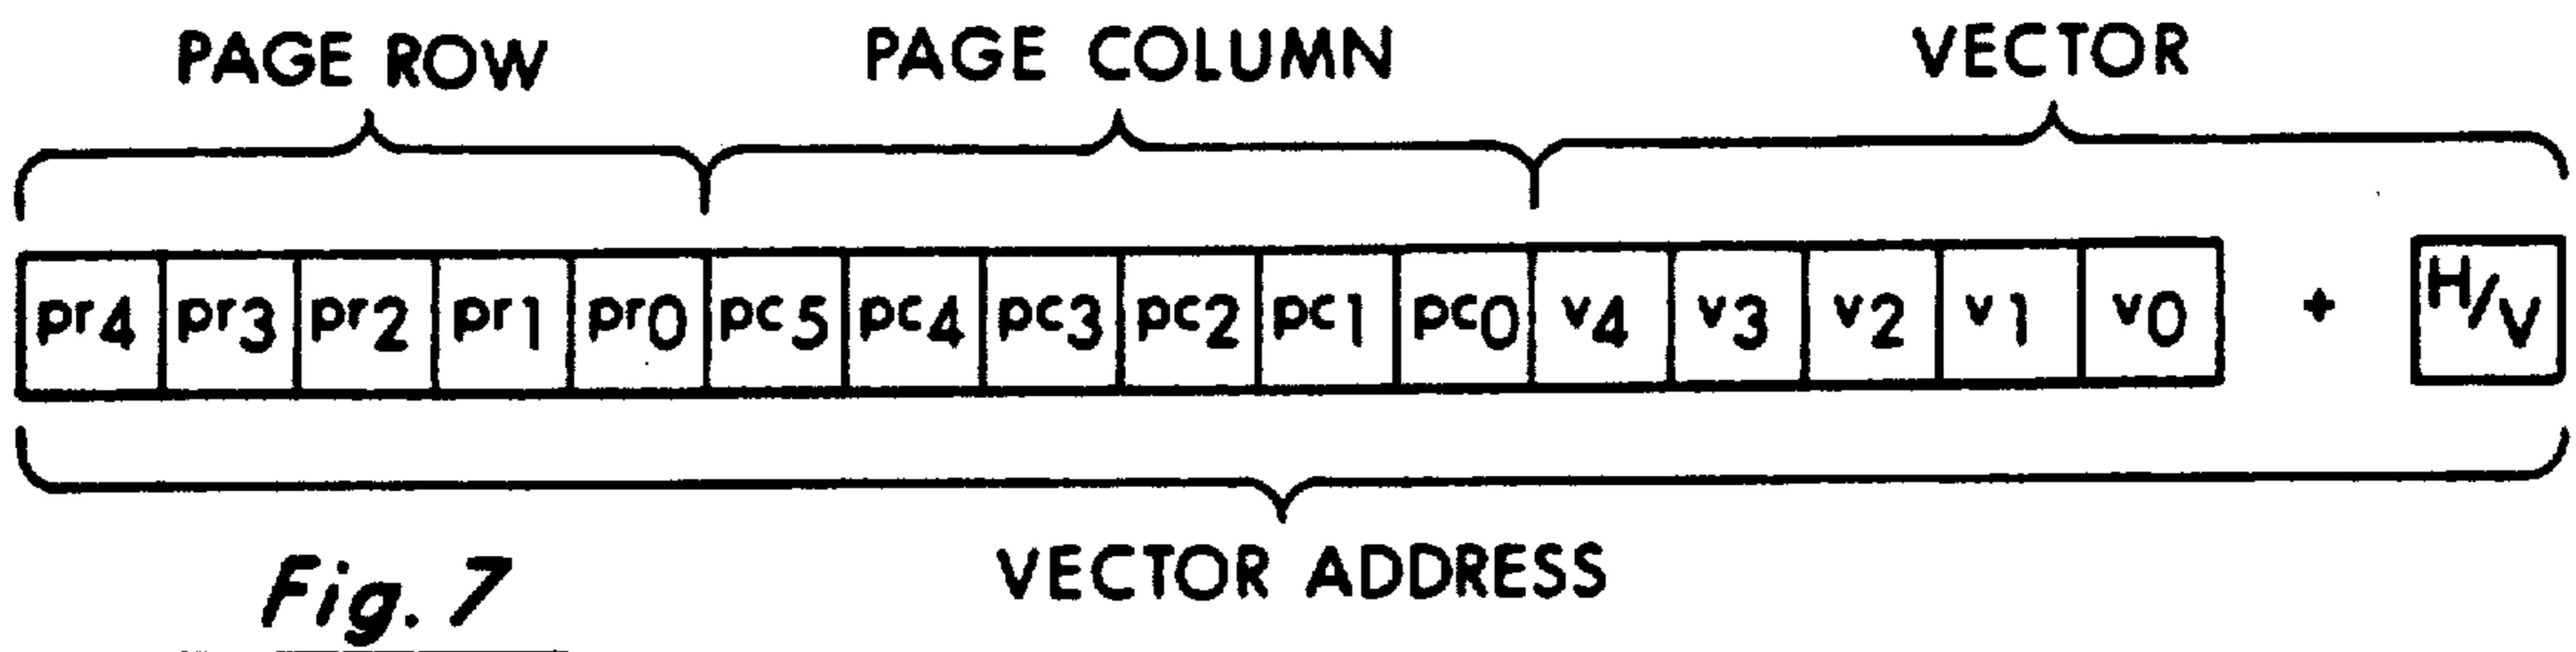 PAGE ROW PAGE COLUMN VECTOR
pr4 pr3 pr2 pr1 pr0 pc5 pc4 pc3 pc2 pc1 pc0 v4 v3 v2 v1 v0 + H/V
VECTOR ADDRESS
Fig. 7